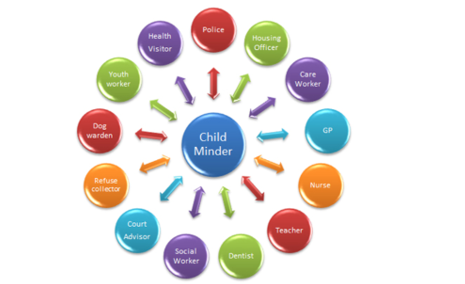 Police
Housing
Officer
Care
Worker
GP
Nurse
Teacher
Dentist
Social
Worker
Court
Advisor
Refuse
collector
Dog
warden
Youth
worker
Health
Visitor
Child
Minder